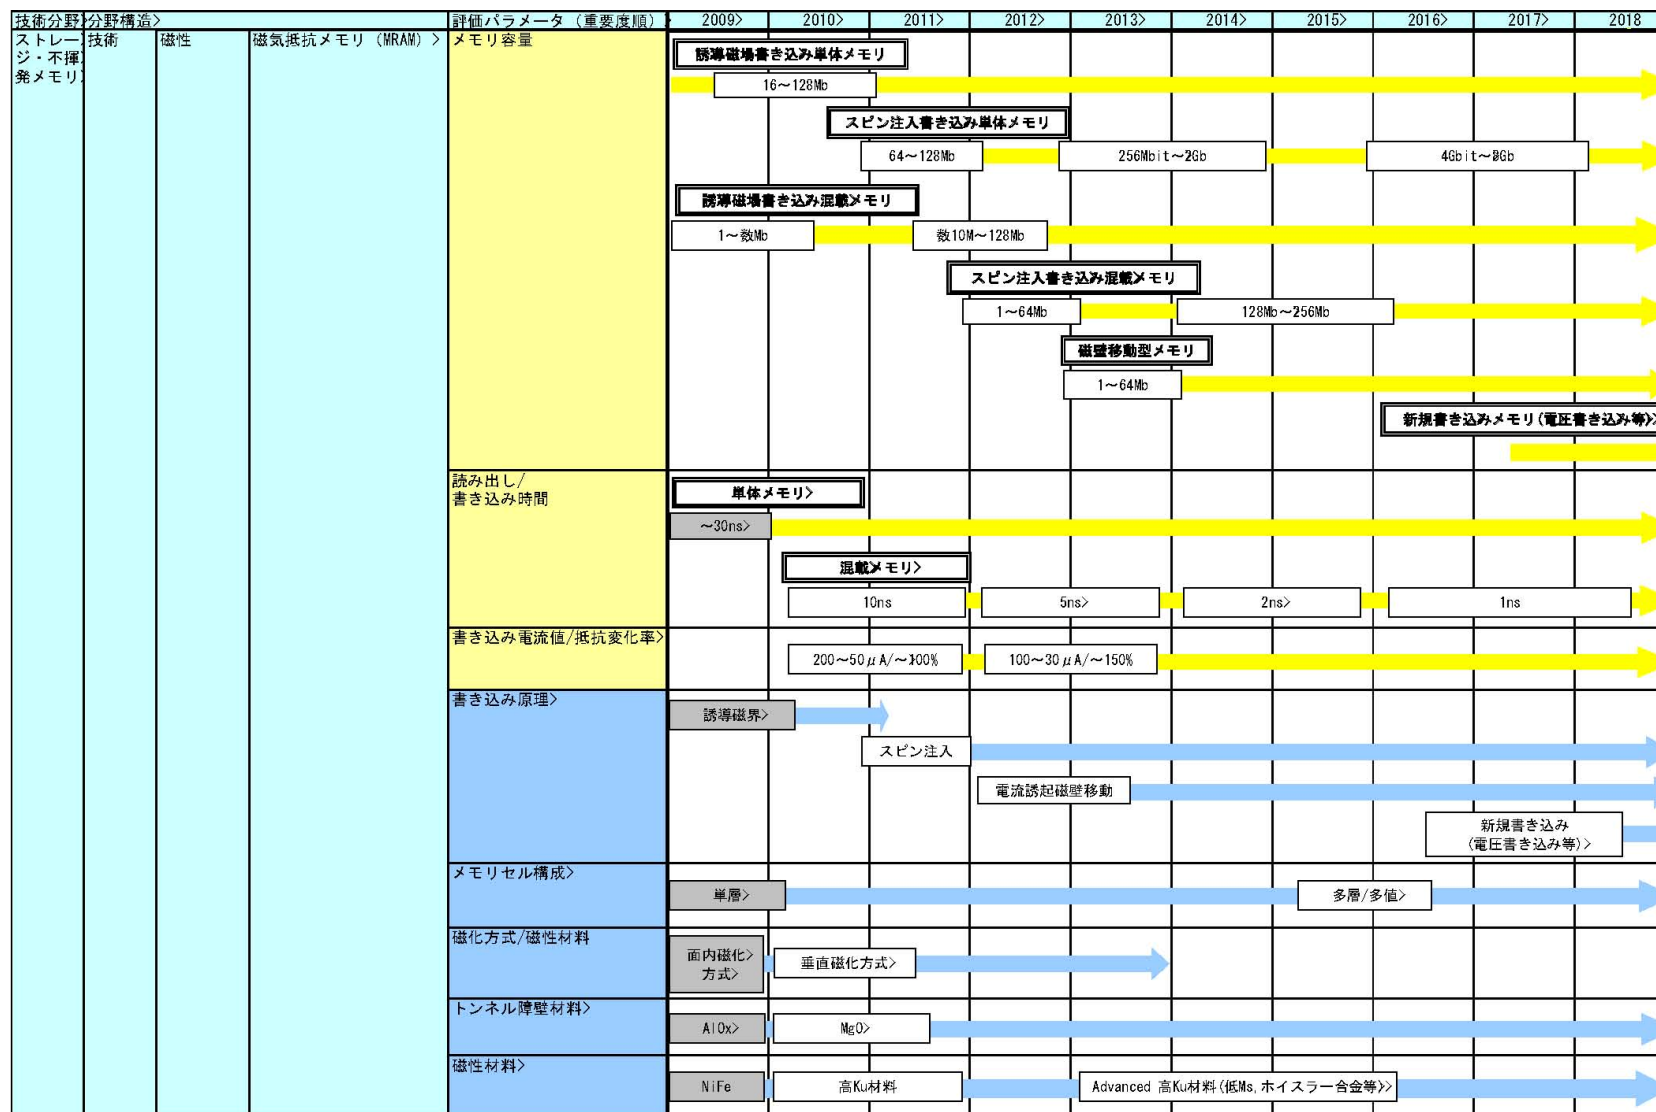 技術分野>分野構造>
評価パラメータ（重要度順）>
2009> 2010> 2011> 2012> 2013> 2014> 2015> 2016> 2017> 2018
ストレー
ジ・不揮
発メモリ>
技術
磁性
磁気抵抗メモリ（MRAM）>
メモリ容量
誘導磁場書き込み単体メモリ
16～128Mb
スピン注入書き込み単体メモリ
64～128Mb
256Mbit～2Gb
4Gbit～8Gb
誘導磁場書き込み混載メモリ
1～数Mb
数10M～128Mb
スピン注入書き込み混載メモリ
1～64Mb
128Mb～256Mb
磁壁移動型メモリ
1～64Mb
新規書き込みメモリ(電圧書き込み等)>
読み出し/
書き込み時間
単体メモリ>
～30ns>
混載メモリ>
10ns
5ns>
2ns>
1ns
書き込み電流値/抵抗変化率>
200～50μA/～100%
100～30μA/～150%
書き込み原理>
誘導磁界>
スピン注入
電流誘起磁壁移動
新規書き込み
(電圧書き込み等)>
メモリセル構成>
単層>
多層/多値>
磁化方式/磁性材料
面内磁化>
方式>
垂直磁化方式>
トンネル障壁材料>
AlOx>
MgO>
磁性材料>
NiFe
高Ku材料
Advanced 高Ku材料(低Ms,ホイスラー合金等)>